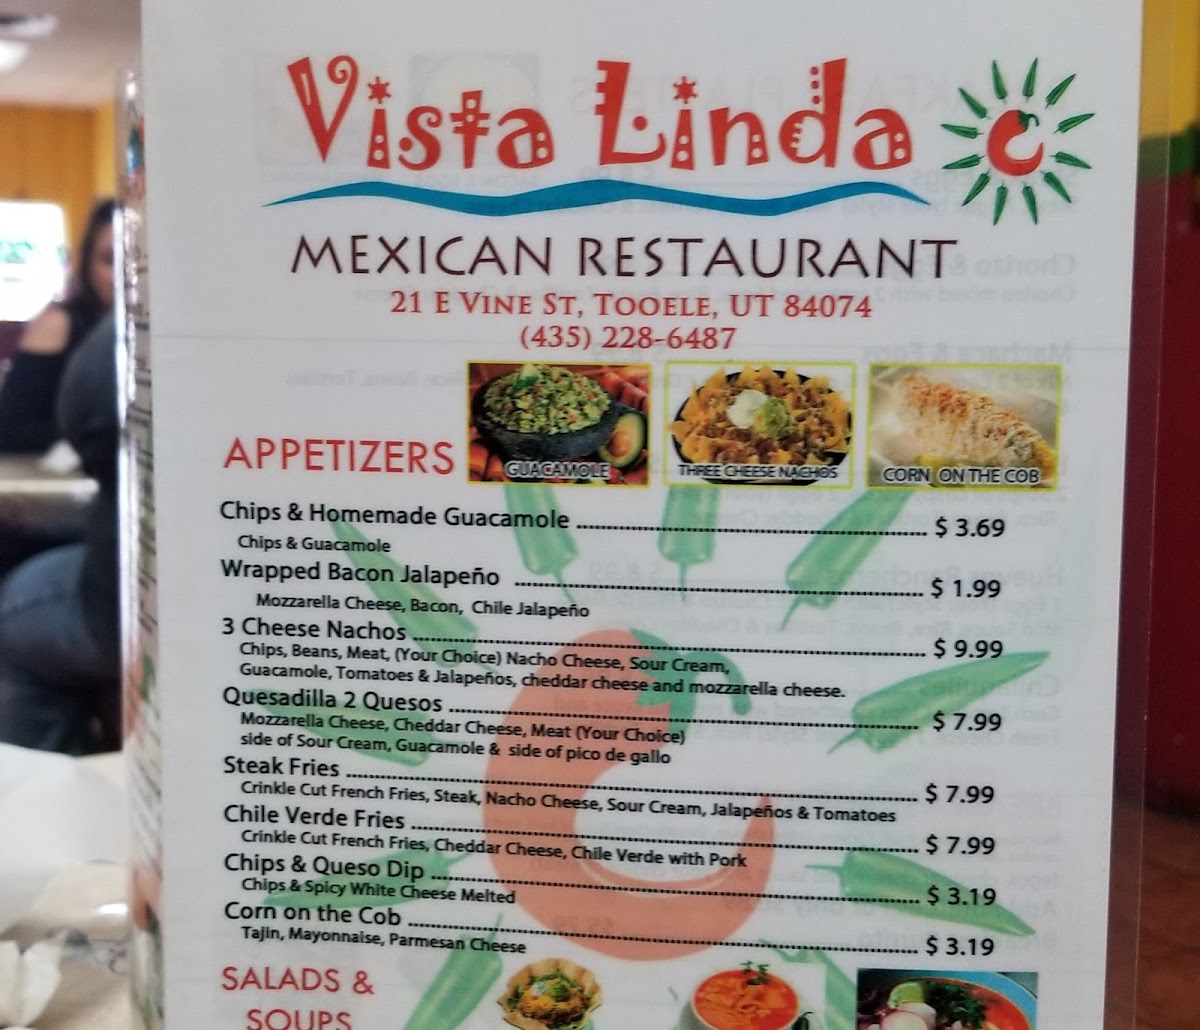 Vista Linda
MEXICAN RESTAURANT
21 E VINE ST, TOOELE, UT 84074
(435) 228-6487
GUACAMOLE
THREE CHEESE NACHOS
CORN ON THE COB
APPETIZERS
Chips & Homemade Guacamole $ 3.69
Chips & Guacamole
Wrapped Bacon Jalapeño $ 1.99
Mozzarella Cheese, Bacon, Chile Jalapeño
3 Cheese Nachos $ 9.99
Chips, Beans, Meat, (Your Choice) Nacho Cheese, Sour Cream,
Guacamole, Tomatoes & Jalapeños, cheddar cheese and mozzarella cheese.
Quesadilla 2 Quesos $ 7.99
Mozzarella Cheese, Cheddar Cheese, Meat (Your Choice)
side of Sour Cream, Guacamole & side of pico de gallo
Steak Fries $ 7.99
Crinkle Cut French Fries, Steak, Nacho Cheese, Sour Cream, Jalapeños & Tomatoes
Chile Verde Fries $ 7.99
Crinkle Cut French Fries, Cheddar Cheese, Chile Verde with Pork
Chips & Queso Dip $ 3.19
Chips & Spicy White Cheese Melted
Corn on the Cob $ 3.19
Tajin, Mayonnaise, Parmesan Cheese
SALADS &
SOUPS